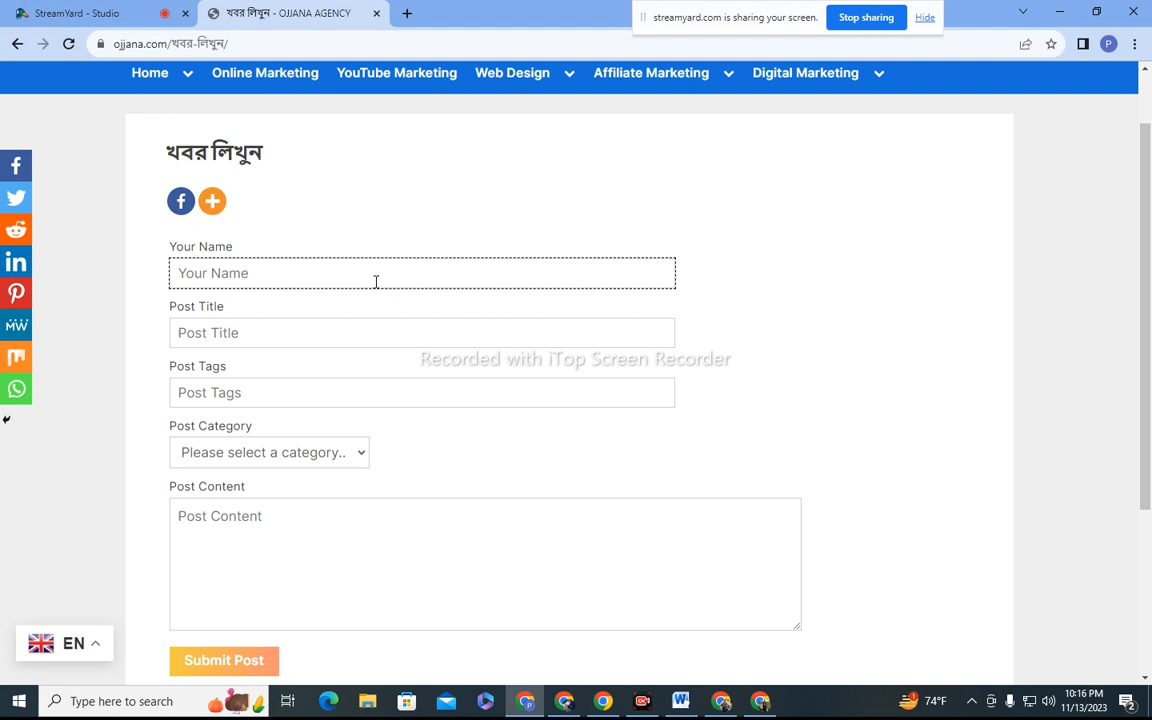 StreamYard - Studio
খবর লিখুন - OJJANA AGENCY
streamyard.com is sharing your screen.
Stop sharing
Hide
ojjana.com/খবর-লিখুন/
P
Home
Online Marketing
YouTube Marketing
Web Design
Affiliate Marketing
Digital Marketing
খবর লিখুন
Your Name
Your Name
Post Title
Post Title
Recorded with iTop Screen Recorder
Post Tags
Post Tags
Post Category
Please select a category..
Post Content
Post Content
Submit Post
MW
EN
Type here to search
74°F
10:16 PM
11/13/2023
2